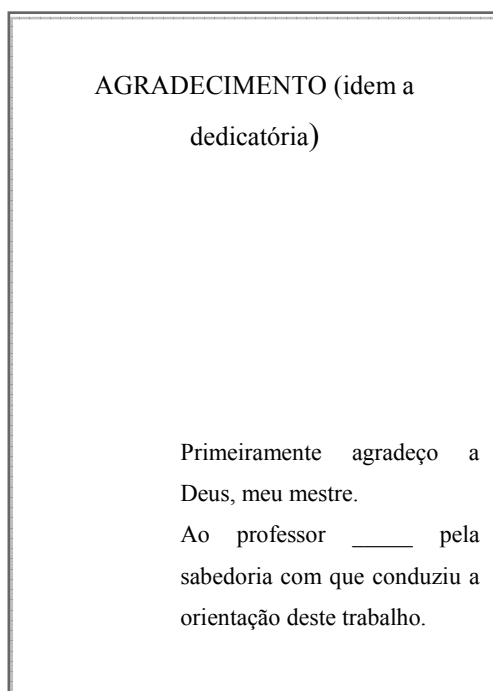 AGRADECIMENTO (idem a
dedicatória)
Primeiramente agradeço a
Deus, meu mestre.
Ao professor _____ pela
sabedoria com que conduziu a
orientação deste trabalho.